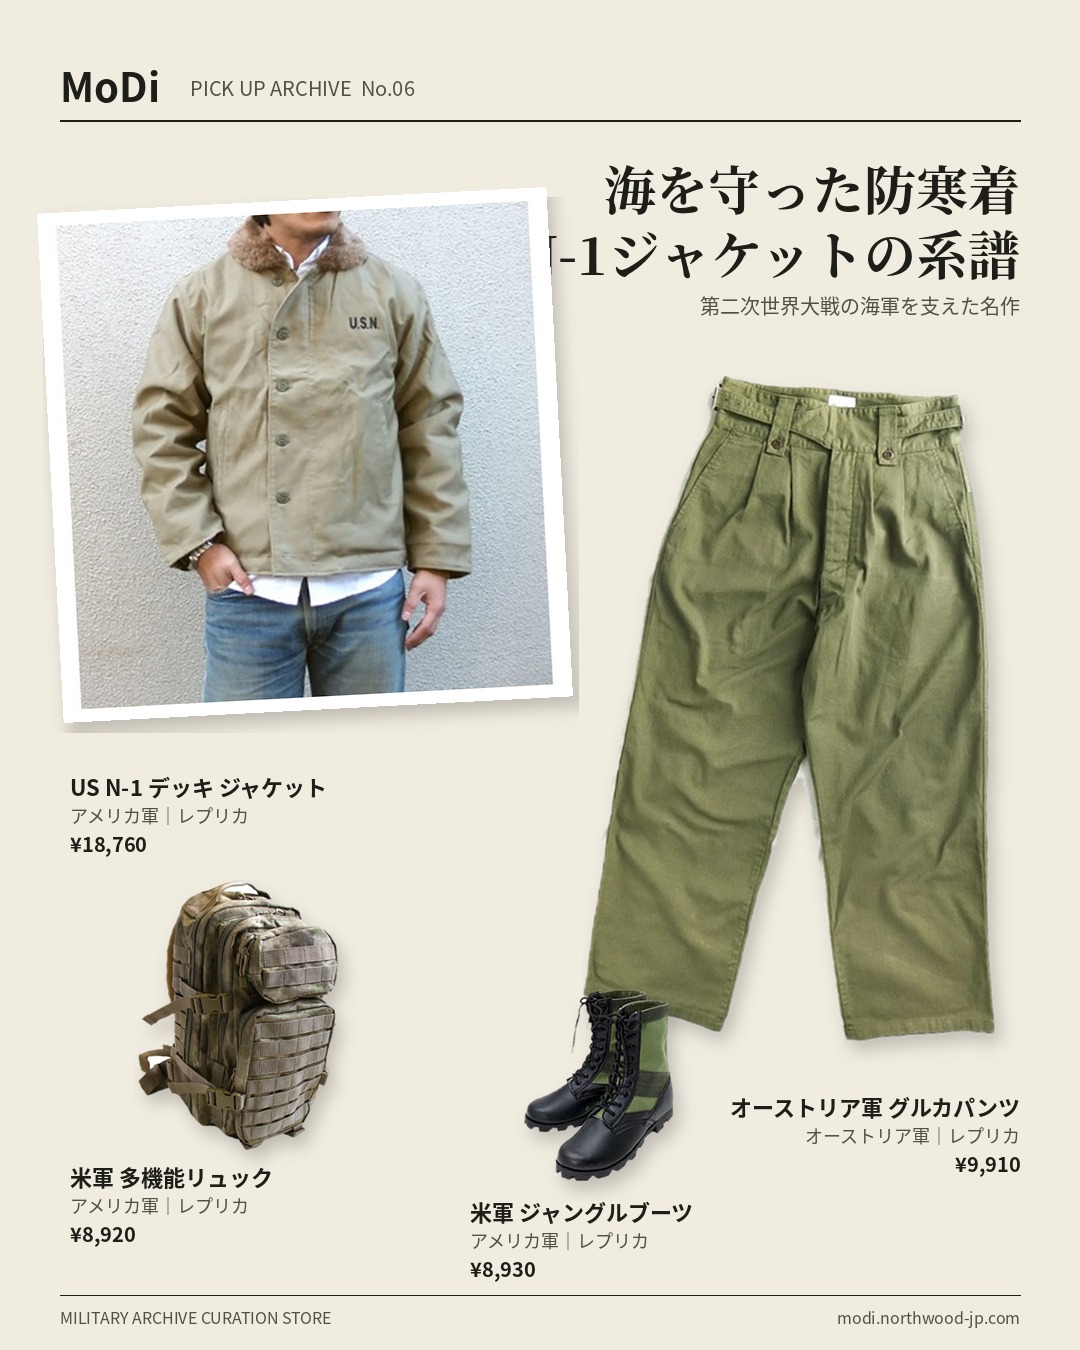 MoDi PICK UP ARCHIVE No.06
海を守った防寒着
-1ジャケットの系譜
第二次世界大戦の海軍を支えた名作
U.S.N.
US N-1 デッキ ジャケット
アメリカ軍｜レプリカ
¥18,760
米軍 多機能リュック
アメリカ軍｜レプリカ
¥8,920
米軍 ジャングルブーツ
アメリカ軍｜レプリカ
¥8,930
オーストリア軍 グルカパンツ
オーストリア軍｜レプリカ
¥9,910
MILITARY ARCHIVE CURATION STORE
modi.northwood-jp.com